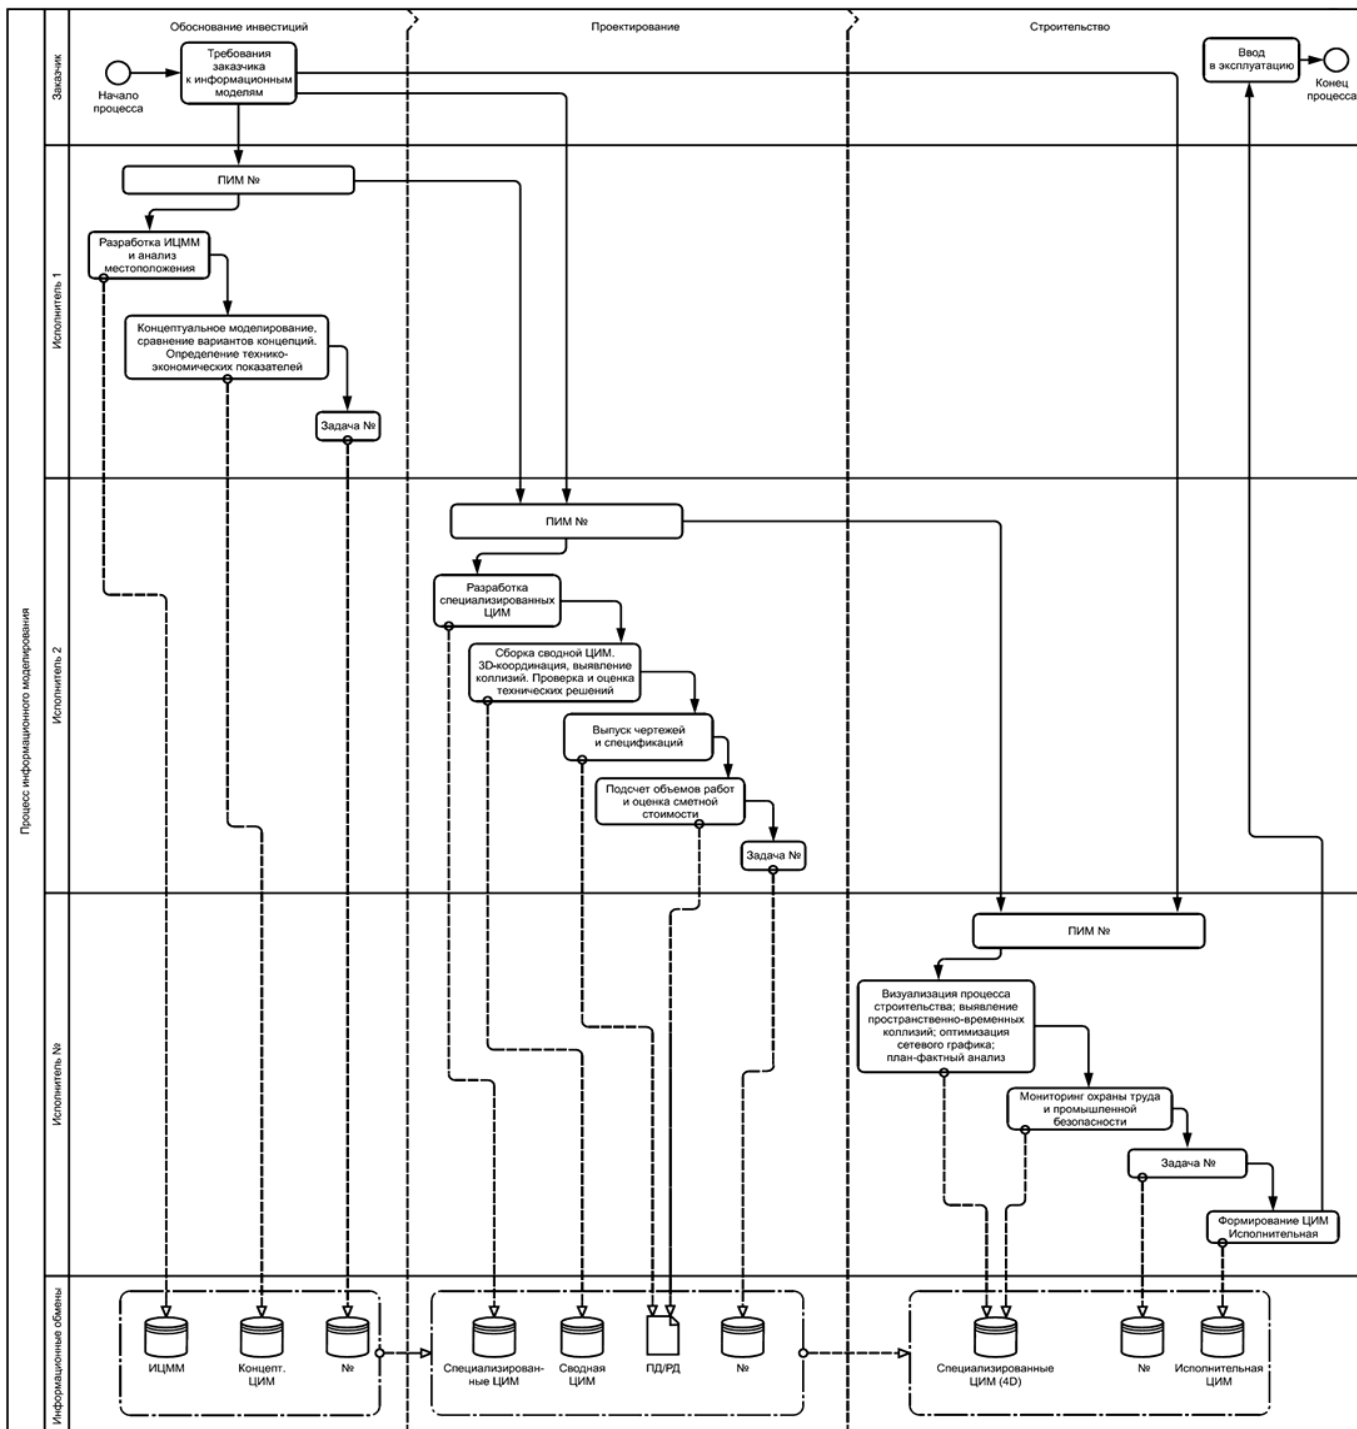 Обоснование инвестиций
Проектирование
Строительство
Процесс информационного моделирования
Заказчик
Начало
процесса
Требования
заказчика
к информационным
моделям
Ввод
в эксплуатацию
Конец
процесса
Исполнитель 1
ПИМ №
Разработка ИЦММ
и анализ
местоположения
Концептуальное моделирование,
сравнение вариантов концепций.
Определение технико-
экономических показателей
Задача №
Исполнитель 2
ПИМ №
Разработка
специализированных
ЦИМ
Сборка сводной ЦИМ.
3D-координация, выявление
коллизий. Проверка и оценка
технических решений
Выпуск чертежей
и спецификаций
Подсчет объемов работ
и оценка сметной
стоимости
Задача №
Исполнитель №
ПИМ №
Визуализация процесса
строительства; выявление
пространственно-временных
коллизий; оптимизация
сетевого графика;
план-фактный анализ
Мониторинг охраны труда
и промышленной
безопасности
Задача №
Формирование ЦИМ
Исполнительная
Информационные обмены
ИЦММ
Концепт.
ЦИМ
№
Специализирован-
ные ЦИМ
Сводная
ЦИМ
ПД/РД
№
Специализированные
ЦИМ (4D)
№
Исполнительная
ЦИМ